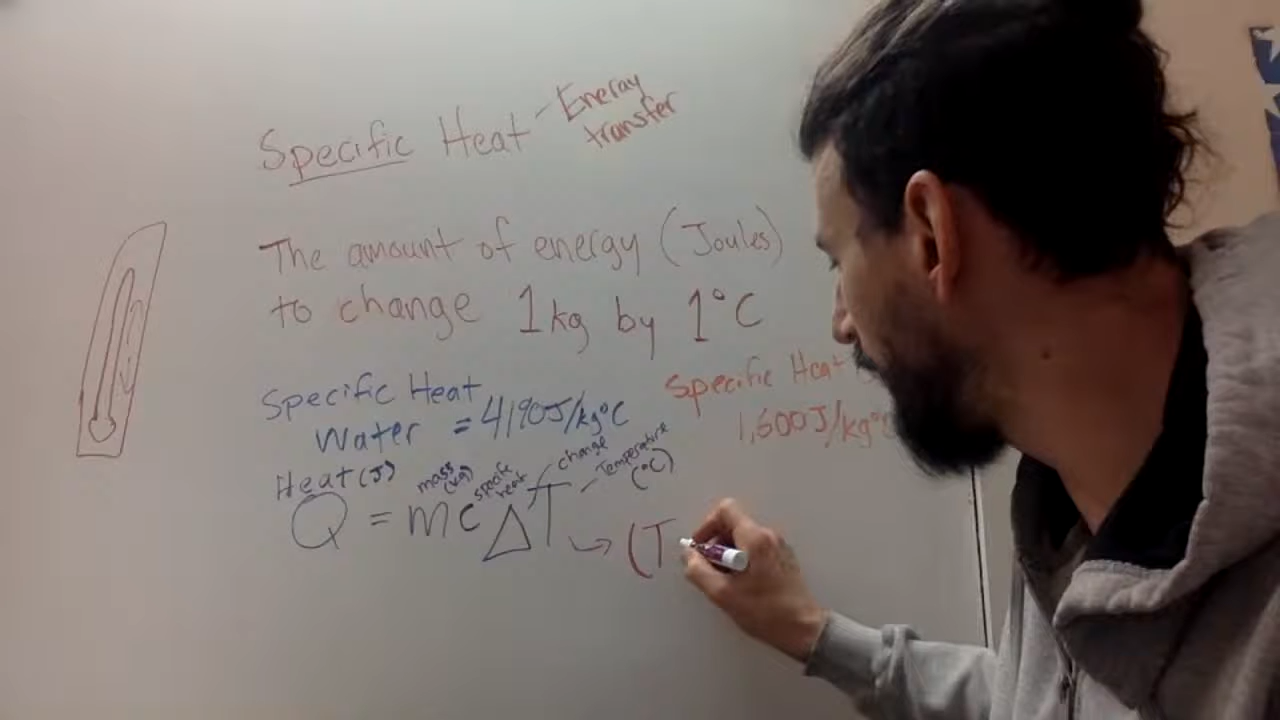 Specific Heat - Energy
transfer
The amount of energy (Joules)
to change 1kg by 1°C
Specific Heat
Water = 4190J/kg°C
Specific Heat
1,600J/kg°
Heat (J)
mass
(kg)
specific
heat
change
Temperature
(°C)
Q = mcΔT → (T